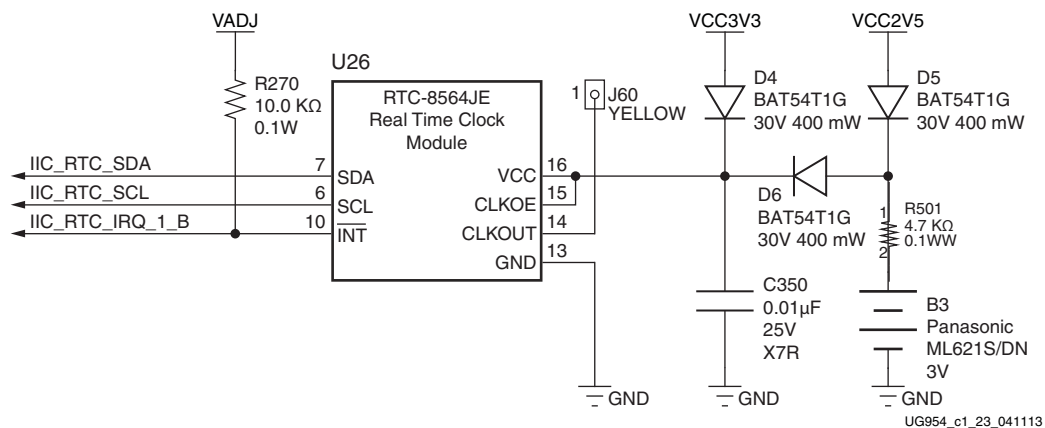 VADJ
VCC3V3
VCC2V5
U26
R270
10.0 KΩ
0.1W
RTC-8564JE
Real Time Clock
Module
1
J60
YELLOW
D4
BAT54T1G
30V 400 mW
D5
BAT54T1G
30V 400 mW
IIC_RTC_SDA
7
SDA
VCC
16
IIC_RTC_SCL
6
SCL
CLKOE
15
IIC_RTC_IRQ_1_B
10
INT
CLKOUT
14
GND
13
D6
BAT54T1G
30V 400 mW
1
R501
4.7 KΩ
0.1WW
2
C350
0.01µF
25V
X7R
B3
Panasonic
ML621S/DN
3V
GND
GND
GND
UG954_c1_23_041113